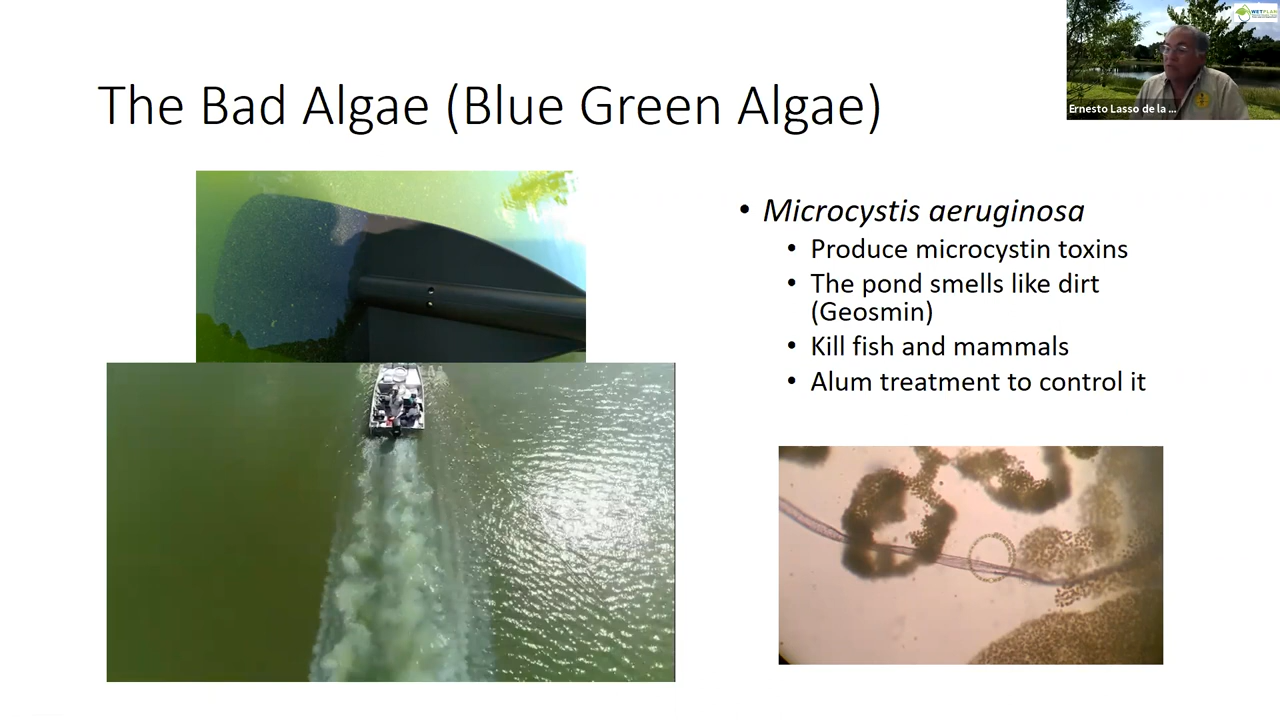 The Bad Algae (Blue Green Algae)
WETPLAN
Ernesto Lasso de la ...
• Microcystis aeruginosa
• Produce microcystin toxins
• The pond smells like dirt
(Geosmin)
• Kill fish and mammals
• Alum treatment to control it